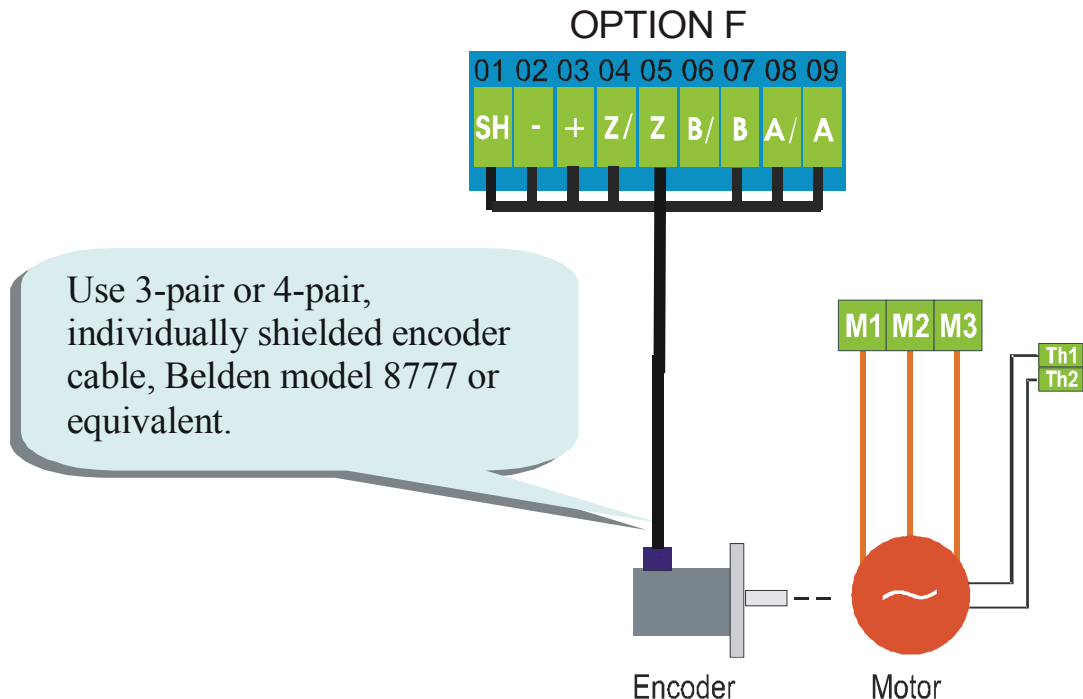 OPTION F
01 02 03 04 05 06 07 08 09
SH - + Z/ Z B/ B A/ A
Use 3-pair or 4-pair,
individually shielded encoder
cable, Belden model 8777 or
equivalent.
M1 M2 M3
Th1
Th2
Encoder
Motor